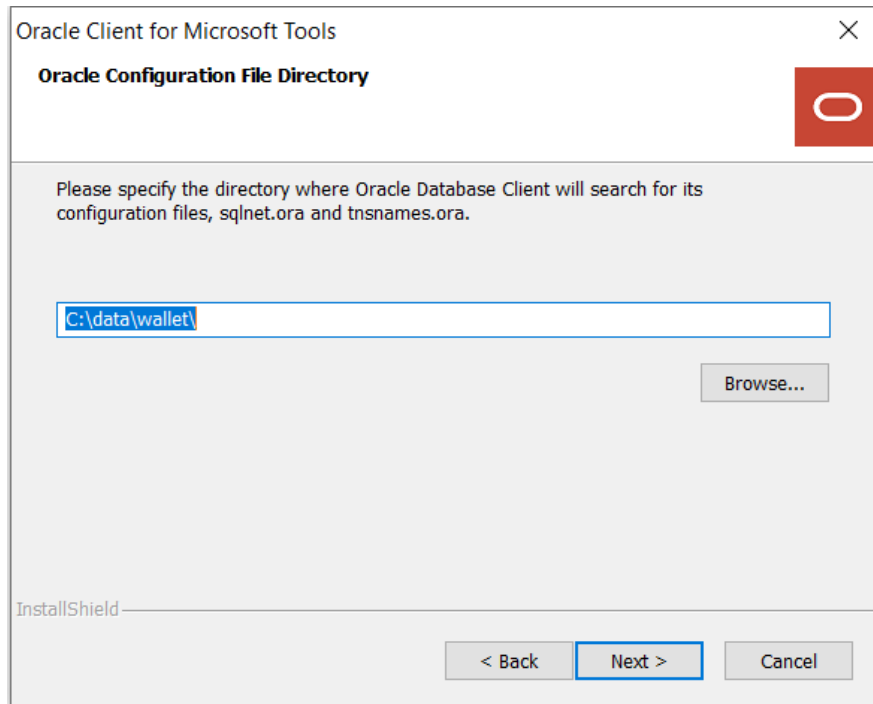 Oracle Client for Microsoft Tools
Oracle Configuration File Directory
Please specify the directory where Oracle Database Client will search for its
configuration files, sqlnet.ora and tnsnames.ora.
C:\data\wallet\
Browse...
InstallShield
< Back
Next >
Cancel